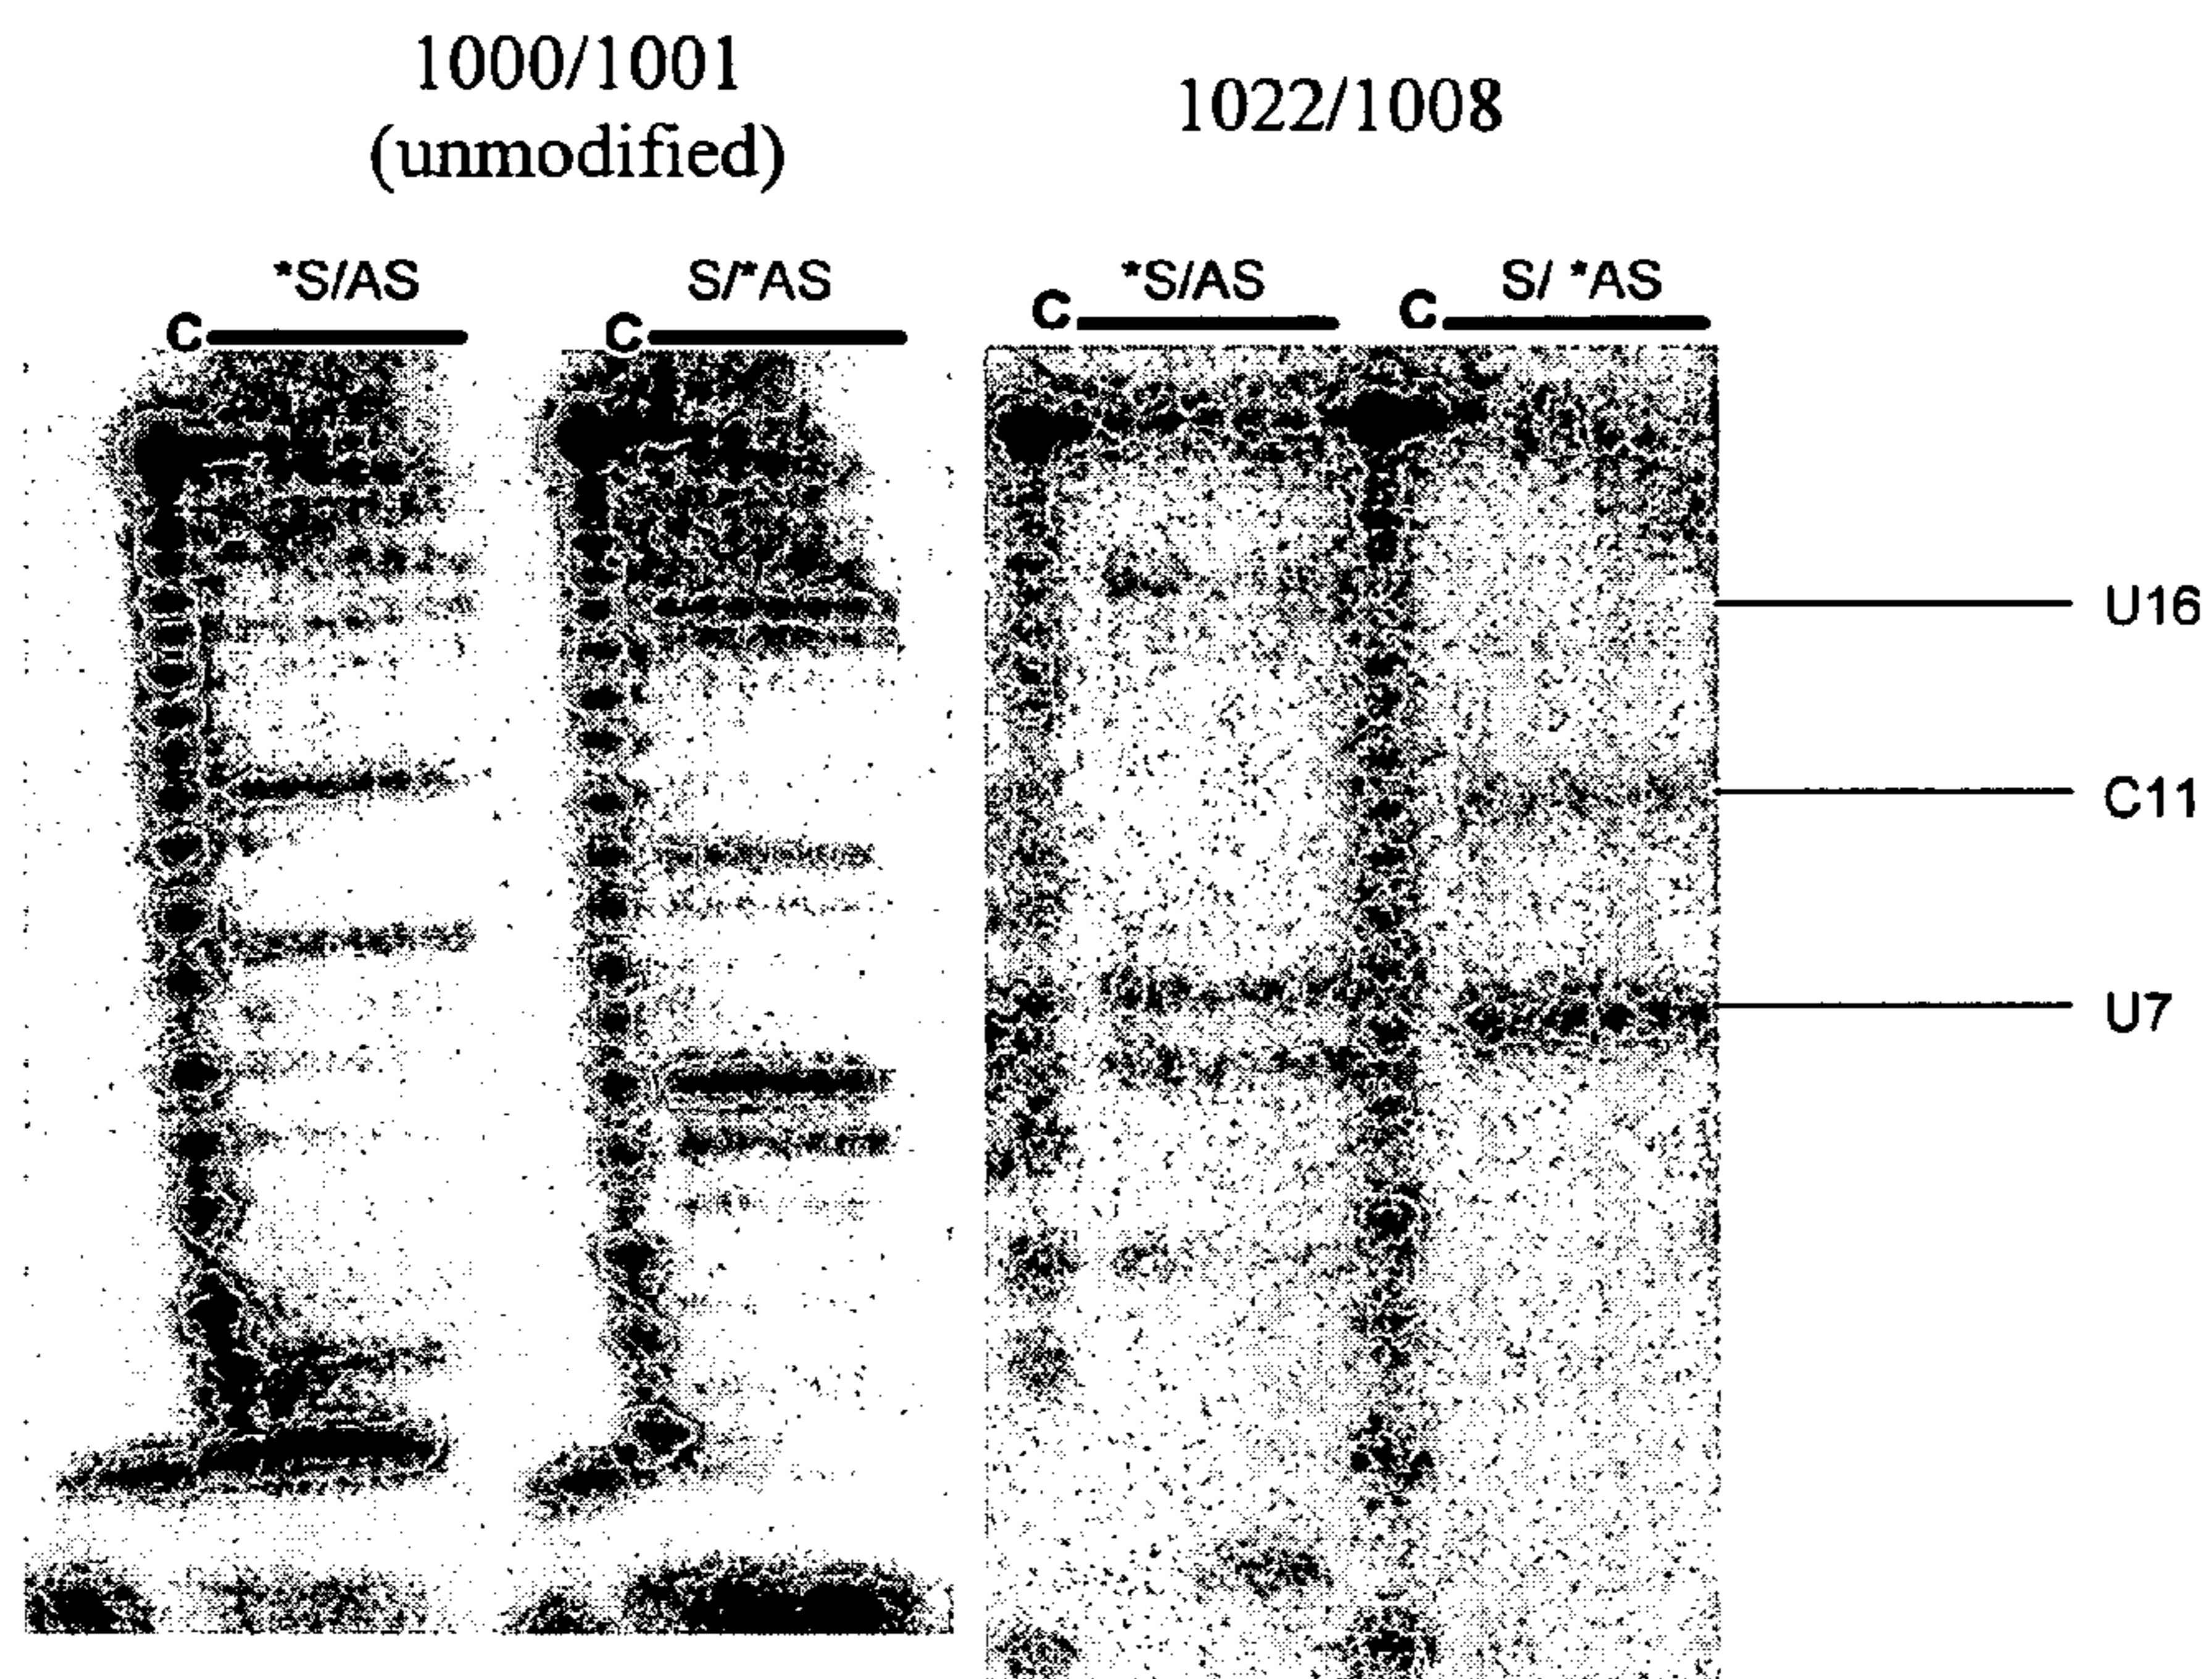 1000/1001
(unmodified)
1022/1008
*S/AS
S/*AS
*S/AS
S/ *AS
C
C
C
C
U16
C11
U7